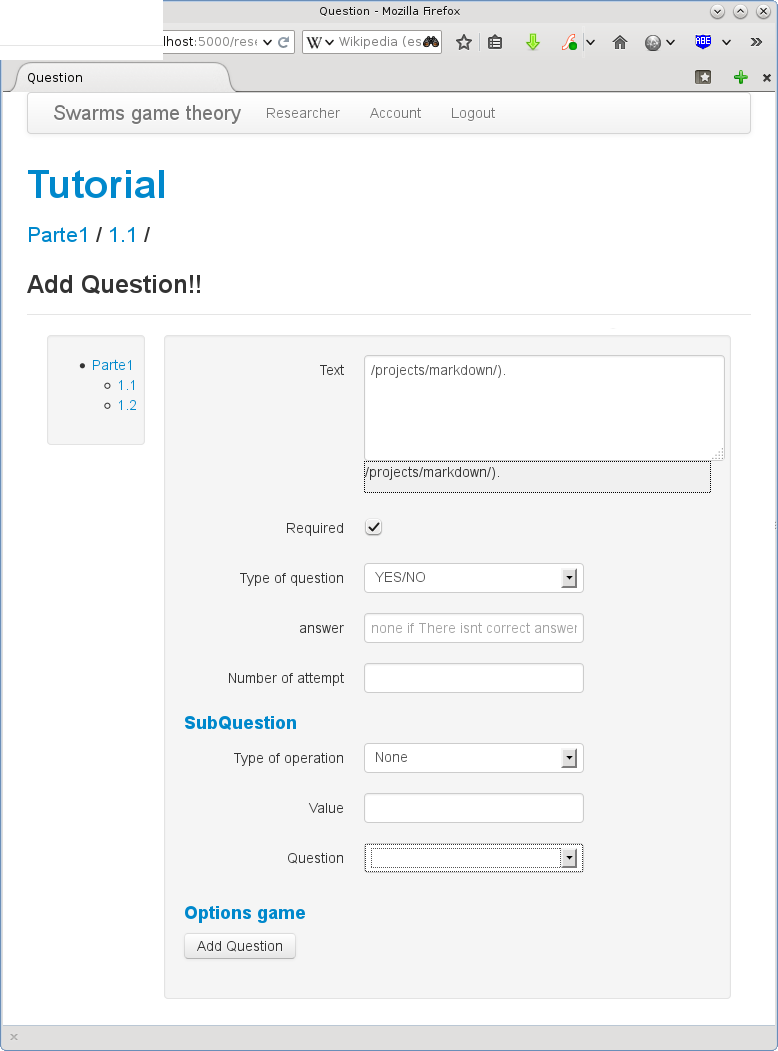 Question - Mozilla Firefox
lhost:5000/rese
W Wikipedia (es
ABE
Question
Swarms game theory Researcher Account Logout
Tutorial
Parte1 / 1.1 /
Add Question!!
Parte1
1.1
1.2
Text /projects/markdown/).
/projects/markdown/).
Required
Type of question YES/NO
answer none if There isnt correct answer
Number of attempt
SubQuestion
Type of operation None
Value
Question
Options game
Add Question